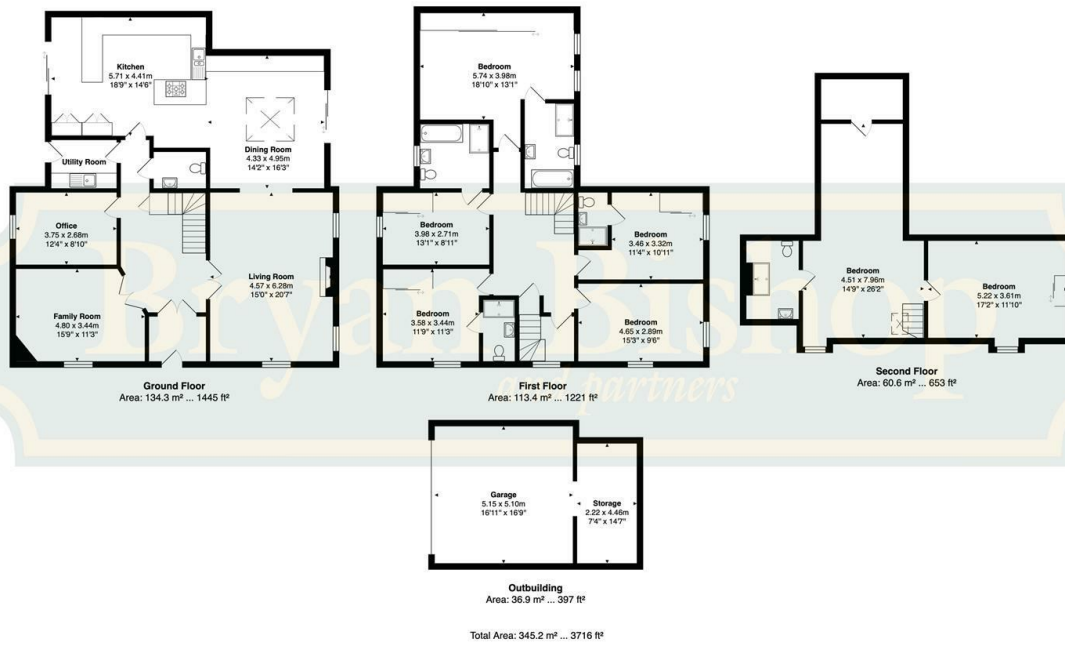 Kitchen
5.71 x 4.41m
18'9" x 14'6"
Dining Room
4.33 x 4.95m
14'2" x 16'3"
Utility Room
Office
3.75 x 2.68m
12'4" x 8'10"
Living Room
4.57 x 6.28m
15'0" x 20'7"
Family Room
4.80 x 3.44m
15'9" x 11'3"
Ground Floor
Area: 134.3 m² ... 1445 ft²
Bedroom
5.74 x 3.98m
18'10" x 13'1"
Bedroom
3.98 x 2.71m
13'1" x 8'11"
Bedroom
3.46 x 3.32m
11'4" x 10'11"
Bedroom
3.58 x 3.44m
11'9" x 11'3"
Bedroom
4.65 x 2.89m
15'3" x 9'6"
First Floor
Area: 113.4 m² ... 1221 ft²
Bedroom
4.51 x 7.96m
14'9" x 26'2"
Bedroom
5.22 x 3.61m
17'2" x 11'10"
Second Floor
Area: 60.6 m² ... 653 ft²
Bryan Bishop
and partners
Garage
5.15 x 5.10m
16'11" x 16'9"
Storage
2.22 x 4.46m
7'4" x 14'7"
Outbuilding
Area: 36.9 m² ... 397 ft²
Total Area: 345.2 m² ... 3716 ft²